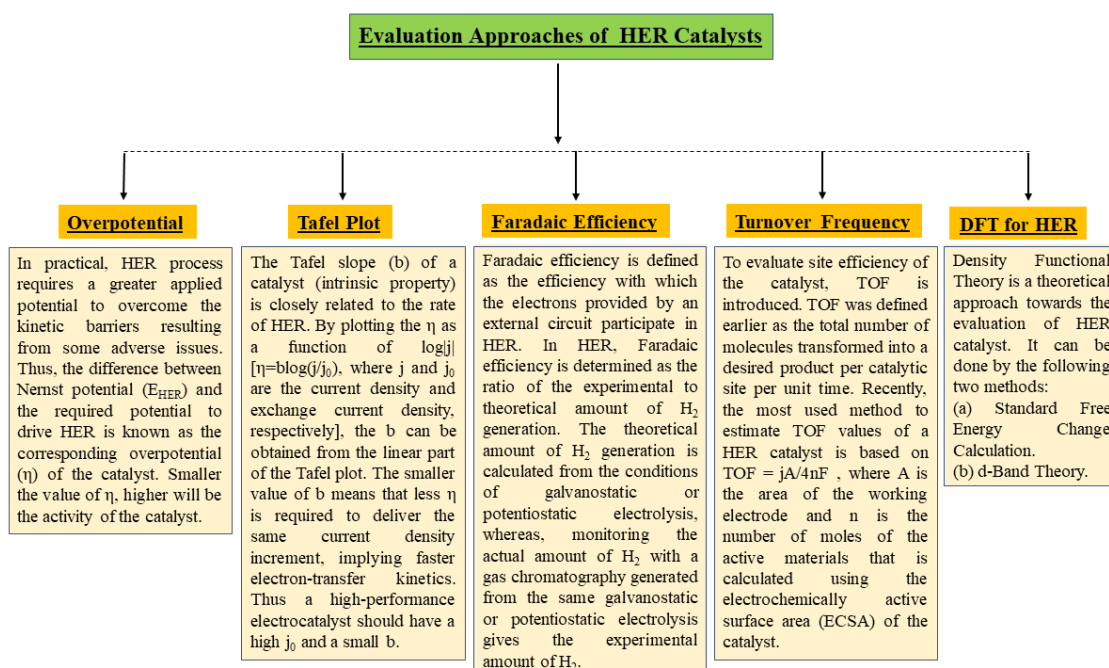 Evaluation Approaches of HER Catalysts
Overpotential
In practical, HER process
requires a greater applied
potential to overcome the
kinetic barriers resulting
from some adverse issues.
Thus, the difference between
Nernst potential (E_HER) and
the required potential to
drive HER is known as the
corresponding overpotential
(η) of the catalyst. Smaller
the value of η, higher will be
the activity of the catalyst.
Tafel Plot
The Tafel slope (b) of a
catalyst (intrinsic property)
is closely related to the rate
of HER. By plotting the η as
a function of log|j|
[η=blog(j/j₀), where j and j₀
are the current density and
exchange current density,
respectively], the b can be
obtained from the linear part
of the Tafel plot. The smaller
value of b means that less η
is required to deliver the
same current density
increment, implying faster
electron-transfer kinetics.
Thus a high-performance
electrocatalyst should have a
high j₀ and a small b.
Faradaic Efficiency
Faradaic efficiency is defined
as the efficiency with which
the electrons provided by an
external circuit participate in
HER. In HER, Faradaic
efficiency is determined as the
ratio of the experimental to
theoretical amount of H₂
generation. The theoretical
amount of H₂ generation is
calculated from the conditions
of galvanostatic or
potentiostatic electrolysis,
whereas, monitoring the
actual amount of H₂ with a
gas chromatography generated
from the same galvanostatic
or potentiostatic electrolysis
gives the experimental
amount of H₂.
Turnover Frequency
To evaluate site efficiency of
the catalyst, TOF is
introduced. TOF was defined
earlier as the total number of
molecules transformed into a
desired product per catalytic
site per unit time. Recently,
the most used method to
estimate TOF values of a
HER catalyst is based on
TOF = jA/4nF , where A is
the area of the working
electrode and n is the
number of moles of the
active materials that is
calculated using the
electrochemically active
surface area (ECSA) of the
catalyst.
DFT for HER
Density Functional
Theory is a theoretical
approach towards the
evaluation of HER
catalyst. It can be
done by the following
two methods:
(a) Standard Free
Energy Change
Calculation.
(b) d-Band Theory.